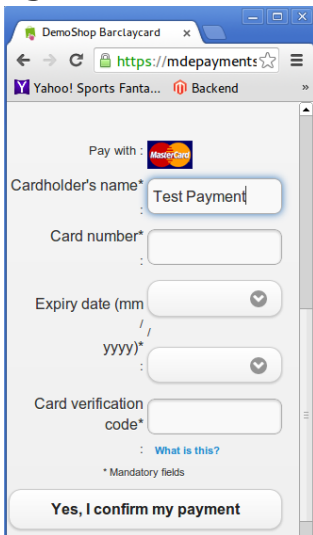 DemoShop Barclaycard
https://mdepayments
Yahoo! Sports Fanta... Backend »
Pay with : MasterCard
Cardholder's name* Test Payment
:
Card number*
:
Expiry date (mm
/ /
yyyy)*
:
Card verification
code*
: What is this?
* Mandatory fields
Yes, I confirm my payment